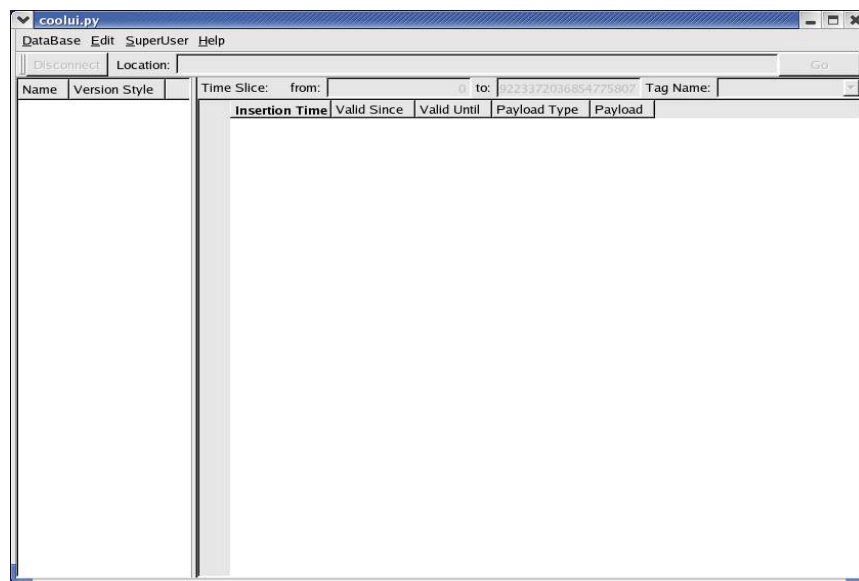 coolui.py
DataBase Edit SuperUser Help
Disconnect Location: Go
Name Version Style
Time Slice: from: 0 to: 9223372036854775807 Tag Name:
Insertion Time Valid Since Valid Until Payload Type Payload